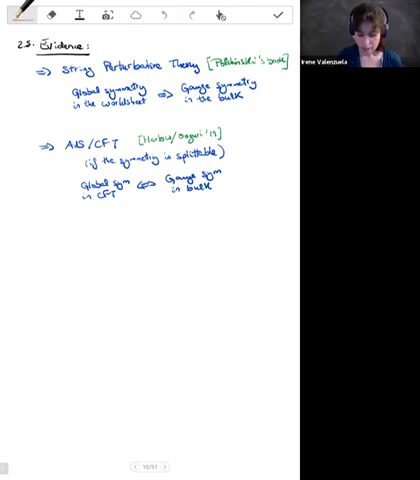 2.5. Evidence:
⇒ String Perturbative Theory [Polchinski's book]
Global symmetry ⇒ Gauge symmetry
in the worldsheet in the bulk
⇒ AdS/CFT [Harlow/Ooguri '19]
(if the symmetry is splittable)
Global sym ⇔ Gauge sym
in CFT in bulk
10/51
Irene Valenzuela